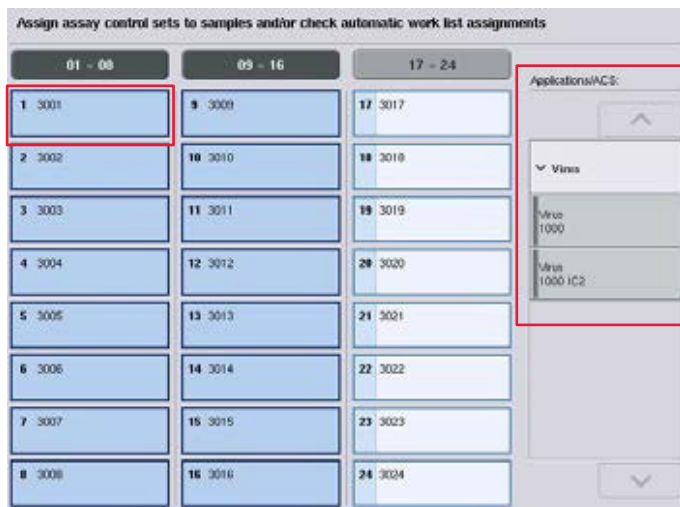 Assign assay control sets to samples and/or check automatic work list assignments
01 - 08
09 - 16
17 - 24
Applications/ACS:
1 3001
9 3009
17 3017
2 3002
10 3010
18 3018
Virus
3 3003
11 3011
19 3019
Virus
1000
4 3004
12 3012
20 3020
Virus
1000 IC2
5 3005
13 3013
21 3021
6 3006
14 3014
22 3022
7 3007
15 3015
23 3023
8 3008
16 3016
24 3024